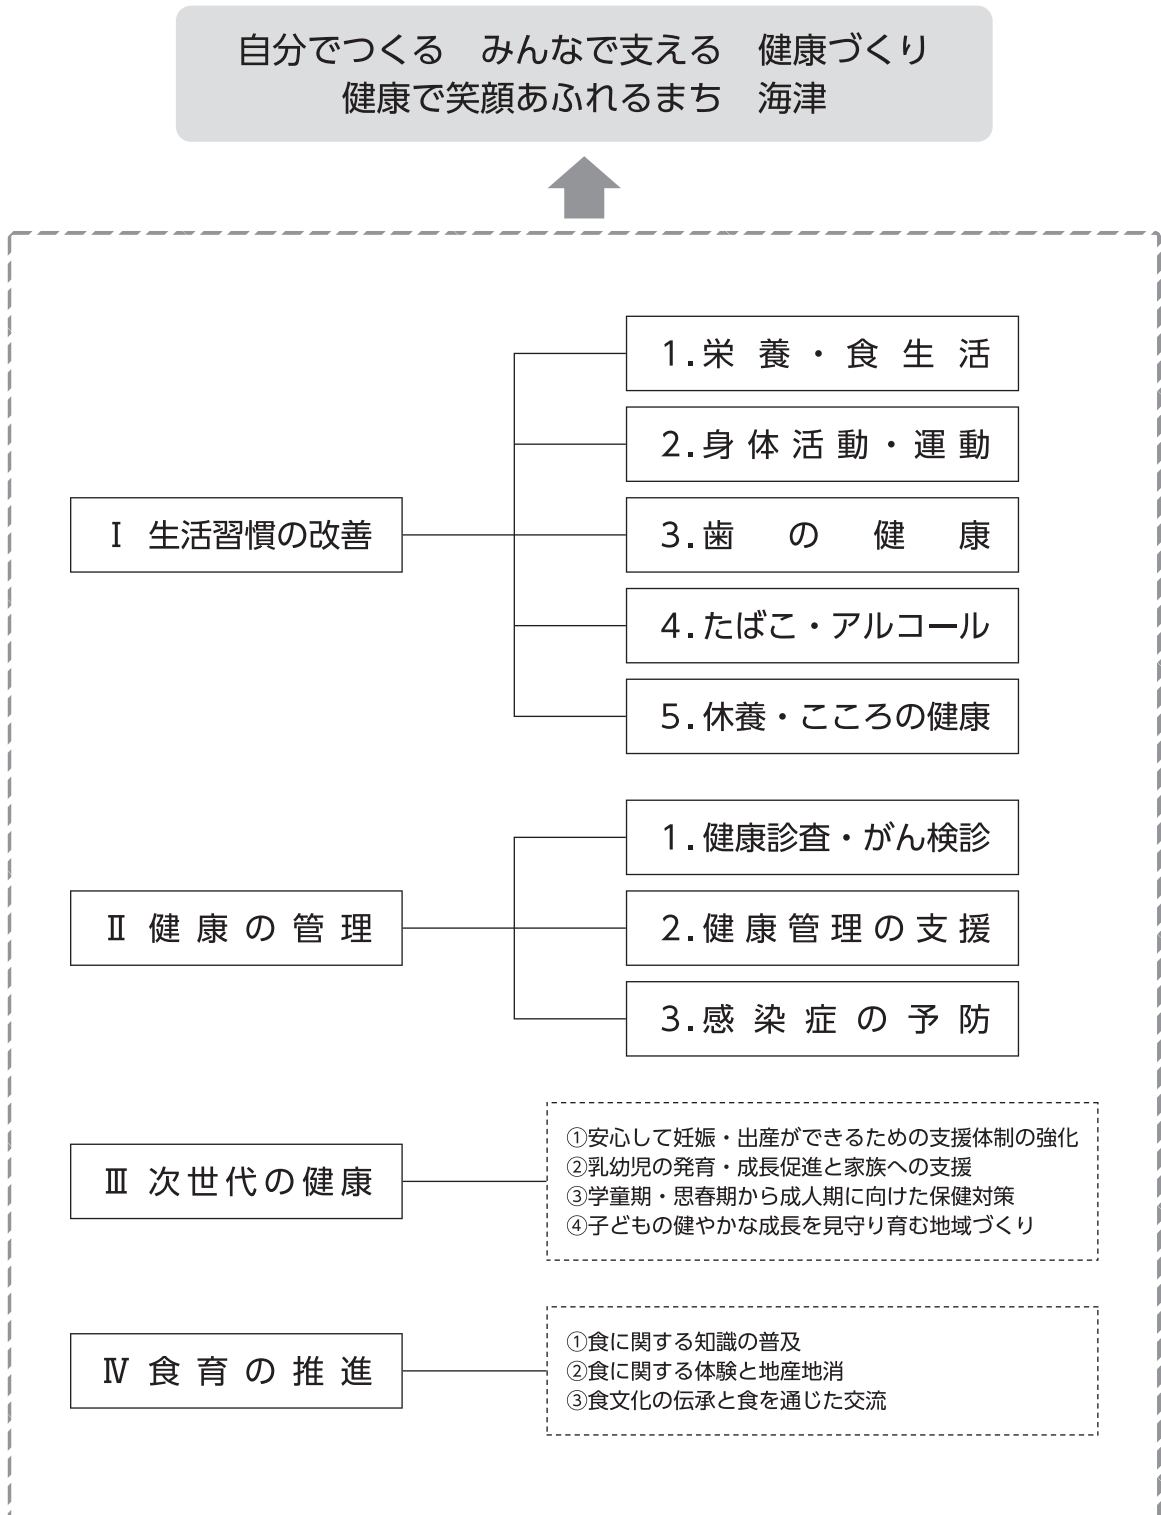 自分でつくる　みんなで支える　健康づくり
健康で笑顔あふれるまち　海津
Ⅰ 生活習慣の改善
1.栄養・食生活
2.身体活動・運動
3.歯の健康
4.たばこ・アルコール
5.休養・こころの健康
Ⅱ 健康の管理
1.健康診査・がん検診
2.健康管理の支援
3.感染症の予防
Ⅲ 次世代の健康
①安心して妊娠・出産ができるための支援体制の強化
②乳幼児の発育・成長促進と家族への支援
③学童期・思春期から成人期に向けた保健対策
④子どもの健やかな成長を見守り育む地域づくり
Ⅳ 食育の推進
①食に関する知識の普及
②食に関する体験と地産地消
③食文化の伝承と食を通じた交流